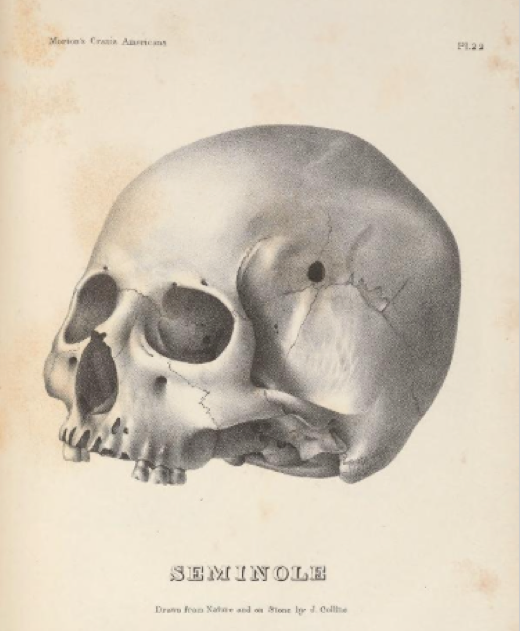 Morton's Crania Americana
Pl.22
SEMINOLE
Drawn from Nature and on Stone by J. Collins